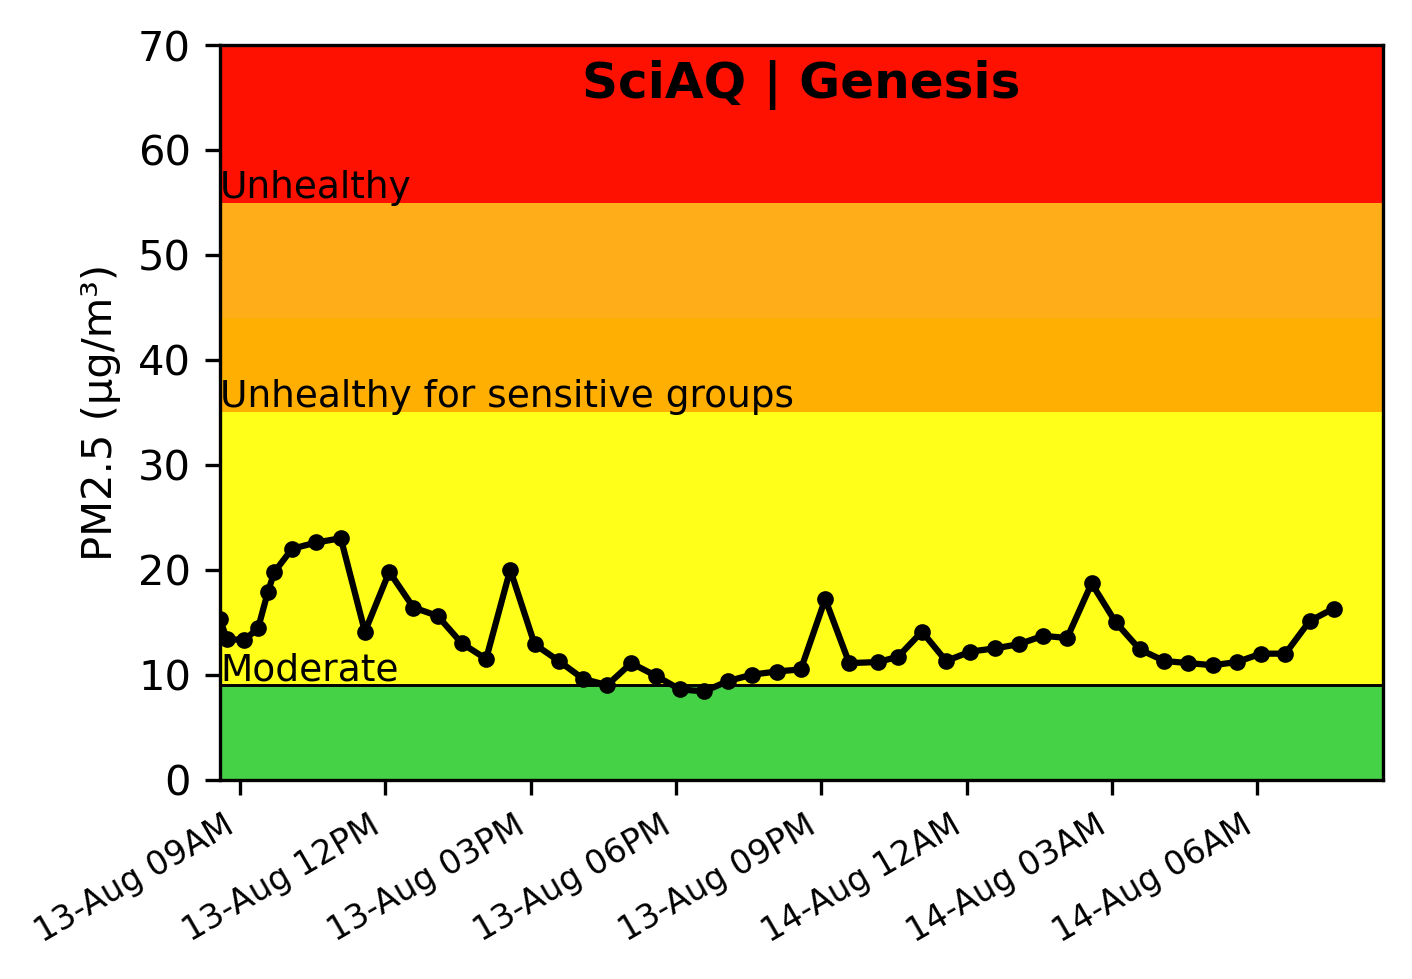 SciAQ | Genesis
PM2.5 (µg/m³)
70
60
50
40
30
20
10
0
Unhealthy
Unhealthy for sensitive groups
Moderate
13-Aug 09AM
13-Aug 12PM
13-Aug 03PM
13-Aug 06PM
13-Aug 09PM
14-Aug 12AM
14-Aug 03AM
14-Aug 06AM